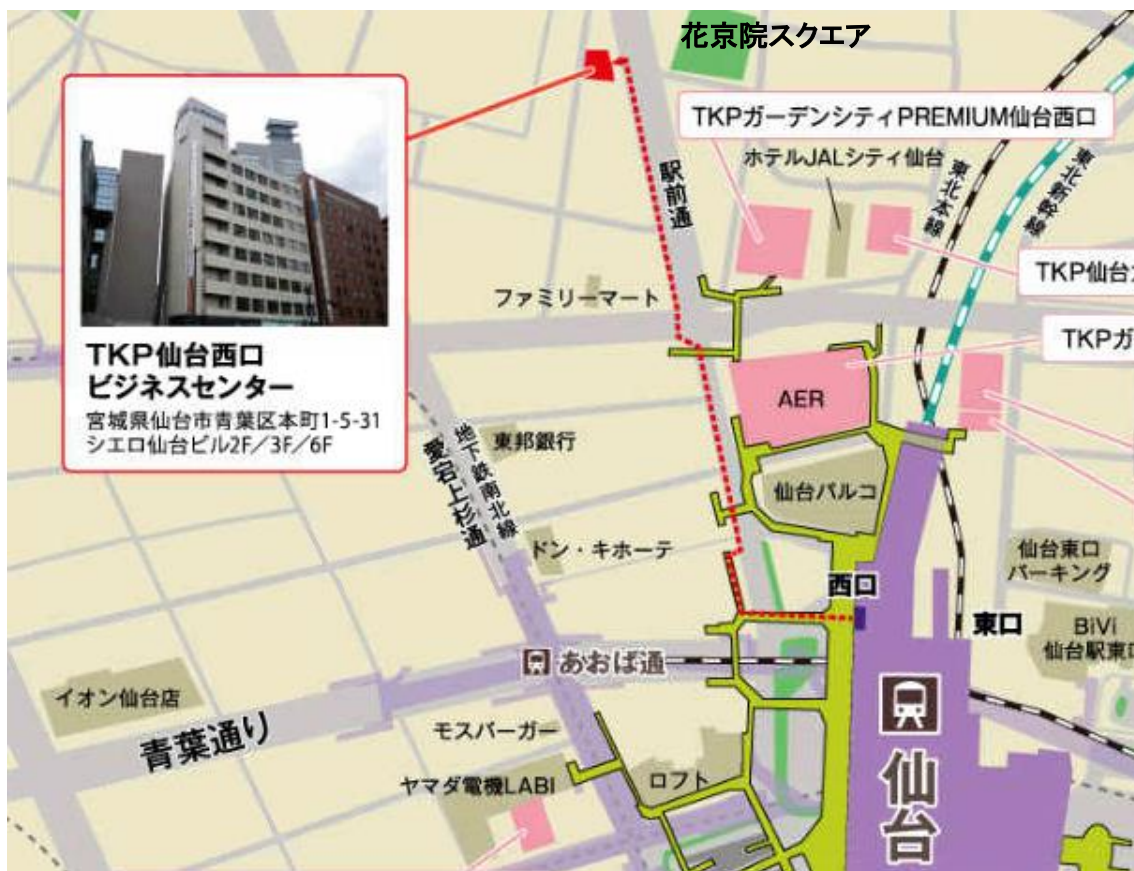 花京院スクエア
TKPガーデンシティPREMIUM仙台西口
ホテルJALシティ仙台
東北本線
東北新幹線
駅前通
TKP仙台
ファミリーマート
TKPガ
TKP仙台西口
ビジネスセンター
宮城県仙台市青葉区本町1-5-31
シエロ仙台ビル2F/3F/6F
AER
地下鉄南北線
愛宕上杉通
東邦銀行
仙台パルコ
ドン・キホーテ
西口
仙台東口
パーキング
東口
BiVi
仙台駅東口
あおば通
イオン仙台店
青葉通り
モスバーガー
ヤマダ電機LABI
ロフト
仙台